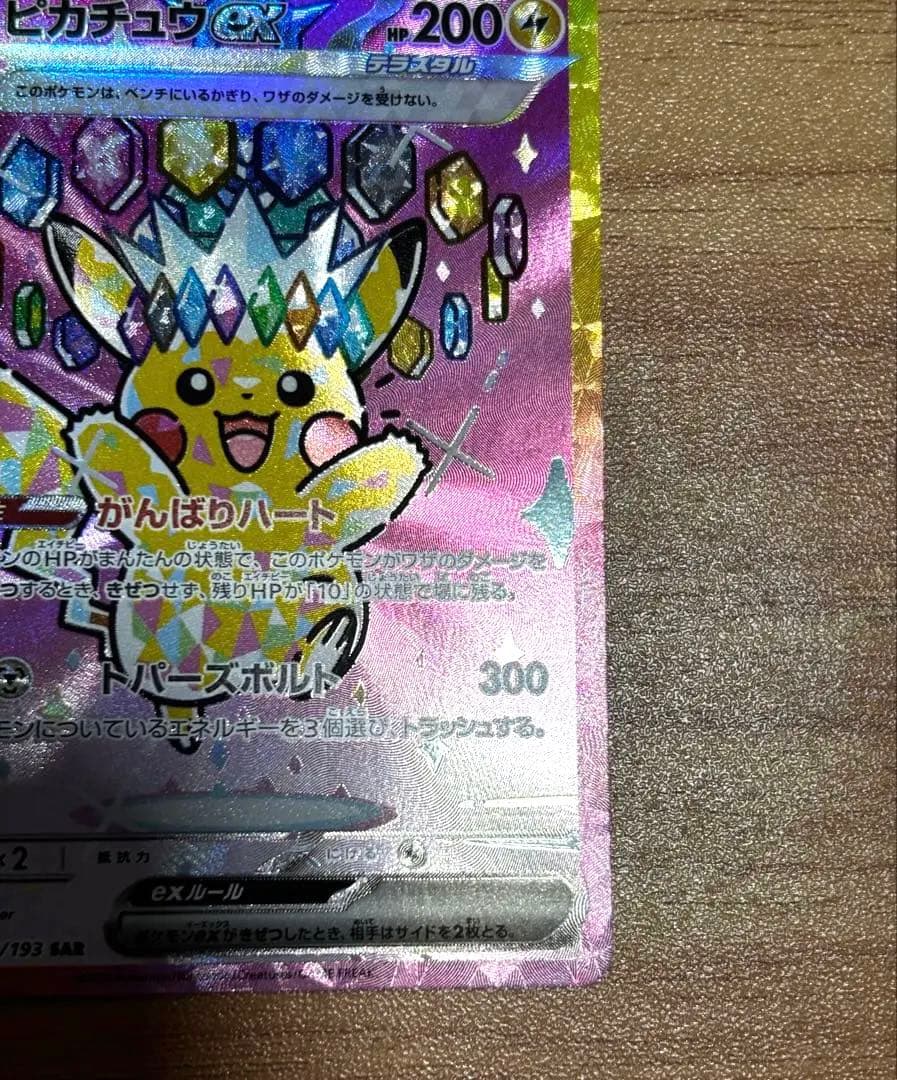 ピカチュウex HP 200
テラスタル
このポケモンは、ベンチにいるかぎり、ワザのダメージを受けない。
がんばりハート
ンのHPがまんたんの状態で、このポケモンがワザのダメージを
つするとき、きぜつせず、残りHPが「10」の状態で場に残る。
トパーズボルト 300
モンについているエネルギーを3個選び、トラッシュする。
×2 抵抗力 にげる
exルール
ポケモンexがきぜつしたとき、相手はサイドを2枚とる。
/193 SAR
/Creatures/GAME FREAK